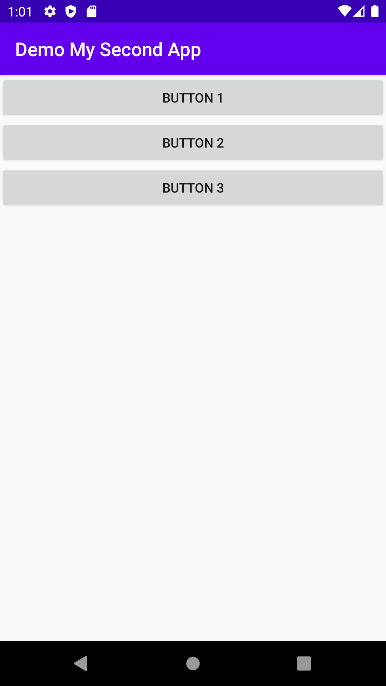 1:01
Demo My Second App
BUTTON 1
BUTTON 2
BUTTON 3